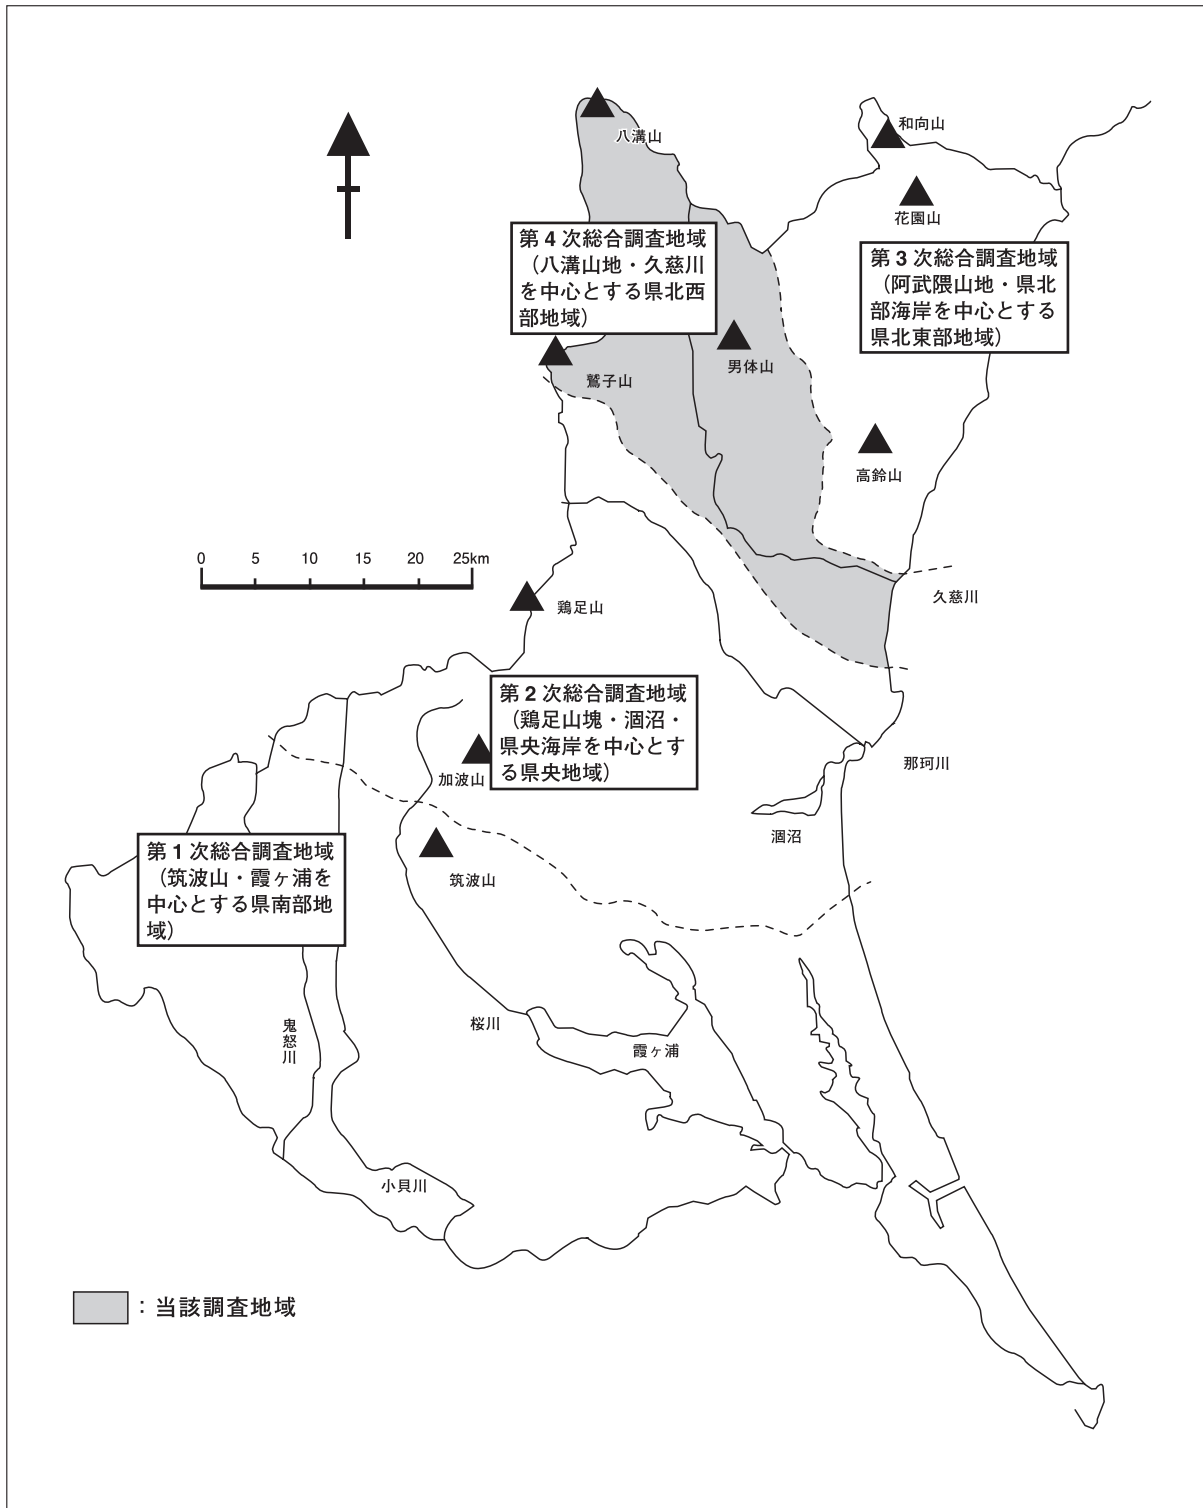 八溝山
和向山
花園山
第4次総合調査地域
(八溝山地・久慈川
を中心とする県北西
部地域)
第3次総合調査地域
(阿武隈山地・県北
部海岸を中心とする
県北東部地域)
男体山
鷲子山
高鈴山
0 5 10 15 20 25km
久慈川
鶏足山
第2次総合調査地域
(鶏足山塊・涸沼・
県央海岸を中心とす
る県央地域)
那珂川
加波山
涸沼
第1次総合調査地域
(筑波山・霞ヶ浦を
中心とする県南部地
域)
筑波山
桜川
鬼怒川
霞ヶ浦
小貝川
:当該調査地域